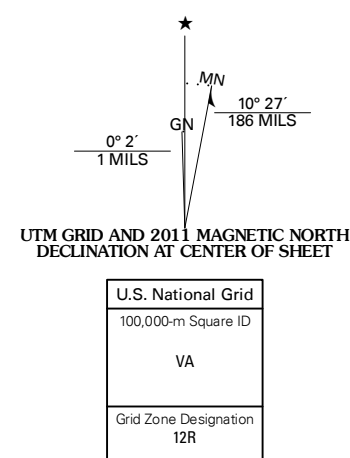 ★
MN
GN
10° 27´
186 MILS
0° 2´
1 MILS
UTM GRID AND 2011 MAGNETIC NORTH
DECLINATION AT CENTER OF SHEET
U.S. National Grid
100,000-m Square ID
VA
Grid Zone Designation
12R